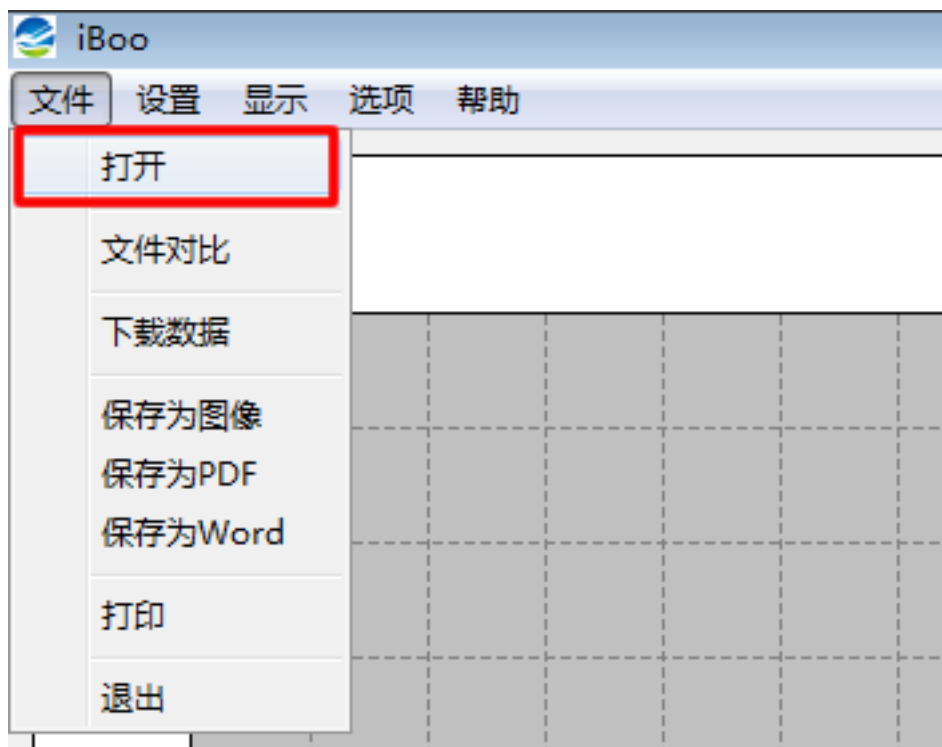 iBoo
文件 设置 显示 选项 帮助
打开
文件对比
下载数据
保存为图像
保存为PDF
保存为Word
打印
退出